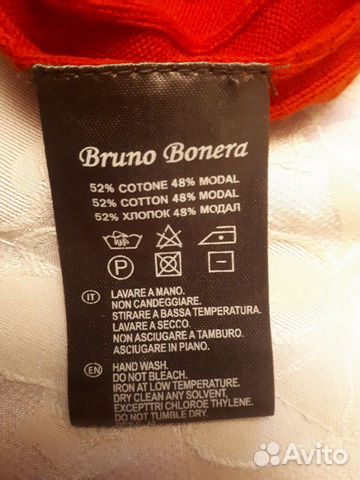 Bruno Bonera
52% COTONE 48% MODAL
52% COTTON 48% MODAL
52% ХЛОПОК 48% МОДАЛ
P
IT LAVARE A MANO.
NON CANDEGGIARE.
STIRARE A BASSA TEMPERATURA.
LAVARE A SECCO.
NON ASCIUGARE A TAMBURO.
ASCIUGARE IN PIANO.
EN HAND WASH.
DO NOT BLEACH.
IRON AT LOW TEMPERATURE.
DRY CLEAN ANY SOLVENT,
EXCEPTTRI CHLOROE THYLENE.
DO NOT TUMBLE DRY.
Avito